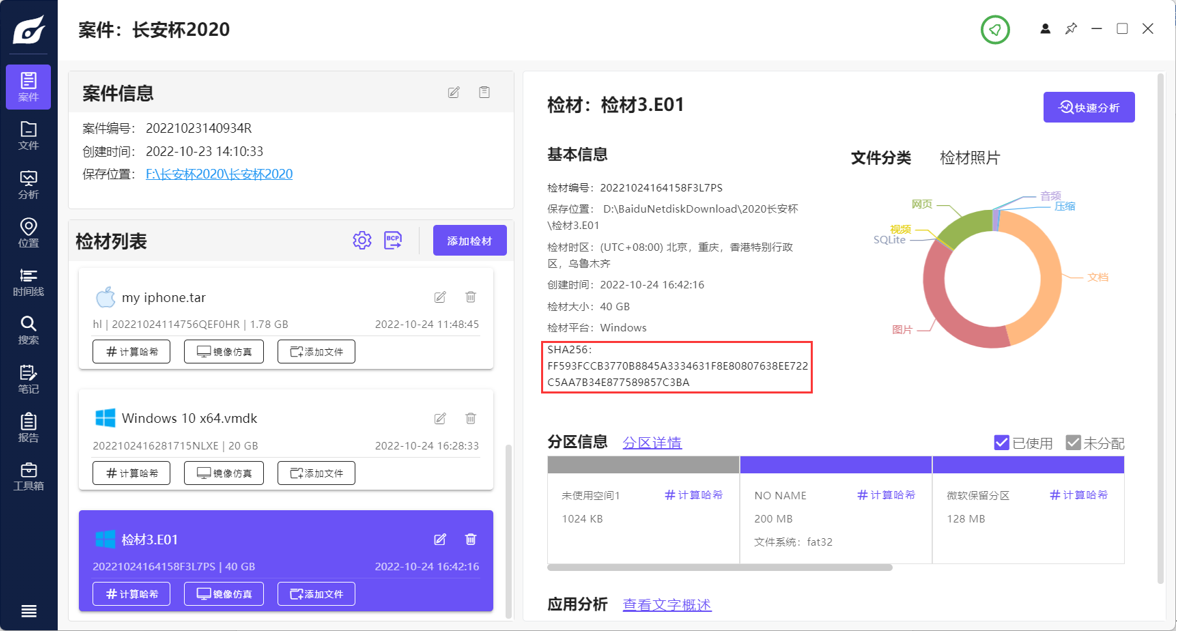 案件：长安杯2020
案件
文件
分析
位置
时间线
搜索
笔记
报告
工具箱
案件信息
案件编号： 20221023140934R
创建时间： 2022-10-23 14:10:33
保存位置： F:\长安杯2020\长安杯2020
检材列表
BCP
添加检材
my iphone.tar
hl | 20221024114756QEF0HR | 1.78 GB 2022-10-24 11:48:45
#计算哈希 镜像仿真 添加文件
Windows 10 x64.vmdk
2022102416281715NLXE | 20 GB 2022-10-24 16:28:33
#计算哈希 镜像仿真 添加文件
检材3.E01
20221024164158F3L7PS | 40 GB 2022-10-24 16:42:16
#计算哈希 镜像仿真 添加文件
检材：检材3.E01
快速分析
基本信息
检材编号：20221024164158F3L7PS
保存位置： D:\BaiduNetdiskDownload\2020长安杯
\检材3.E01
检材时区：(UTC+08:00) 北京，重庆，香港特别行政
区，乌鲁木齐
创建时间：2022-10-24 16:42:16
检材大小：40 GB
检材平台：Windows
SHA256：
FF593FCCB3770B8845A3334631F8E80807638EE722
C5AA7B34E877589857C3BA
文件分类 检材照片
音频
压缩
网页
视频
SQLite
文档
图片
分区信息 分区详情 已使用 未分配
未使用空间1 #计算哈希
1024 KB
NO NAME #计算哈希
200 MB
文件系统：fat32
微软保留分区 #计算哈希
128 MB
应用分析 查看文字概述